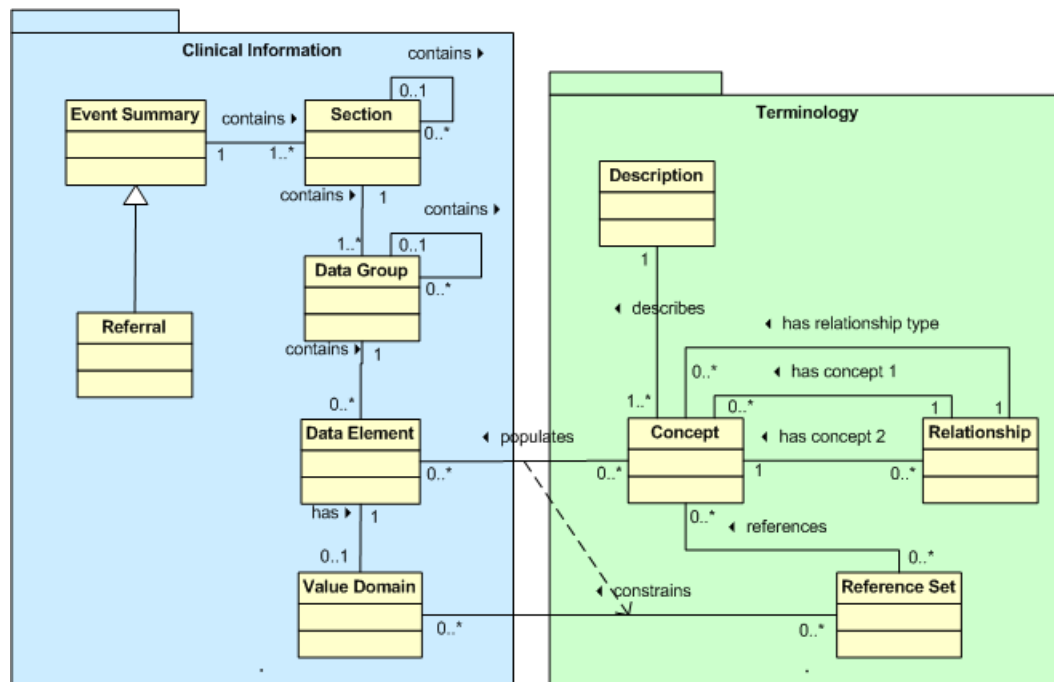 Clinical Information
contains ▸
Event Summary
contains ▸
Section
0..1
0..*
1
1..*
contains ▸
1
contains ▸
1..*
0..1
Data Group
0..*
Referral
contains ▸
1
0..*
Data Element
◂ populates
0..*
0..*
has ▸
1
0..1
Value Domain
◂ constrains
0..*
0..*
Terminology
Description
1
◂ describes
◂ has relationship type
0..*
◂ has concept 1
1..*
0..*
1
1
Concept
◂ has concept 2
Relationship
1
0..*
0..*
◂ references
0..*
Reference Set